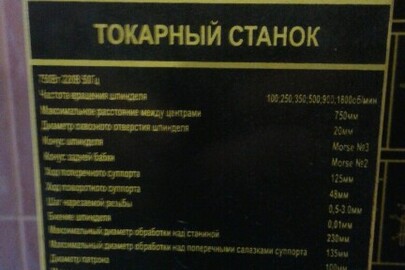 ТОКАРНЫЙ СТАНОК
750Вт 220В 50Гц
Частота вращения шпинделя 100;250,350;500;900,1800об/мин
Максимальное расстояние между центрами 750мм
Диаметр сквозного отверстия шпинделя 20мм
Конус шпинделя Morse №3
Конус задней бабки Morse №2
Ход поперечного суппорта 125мм
Ход поворотного суппорта 48мм
Шаг нарезаемой резьбы 0,5-3.0мм
Биение шпинделя 0,01мм
Максимальный диаметр обработки над станиной 230мм
Максимальный диаметр обработки над поперечными салазками суппорта 135мм
Диаметр патрона 100мм